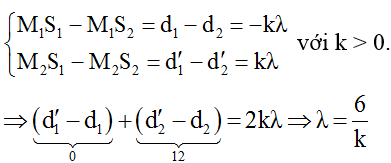 {M₁S₁ − M₁S₂ = d₁ − d₂ = −kλ
M₂S₁ − M₂S₂ = d′₁ − d′₂ = kλ với k > 0.
⇒ (d′₁ − d₁) + (d′₂ − d₂) = 2kλ ⇒ λ = 6/k
0 12